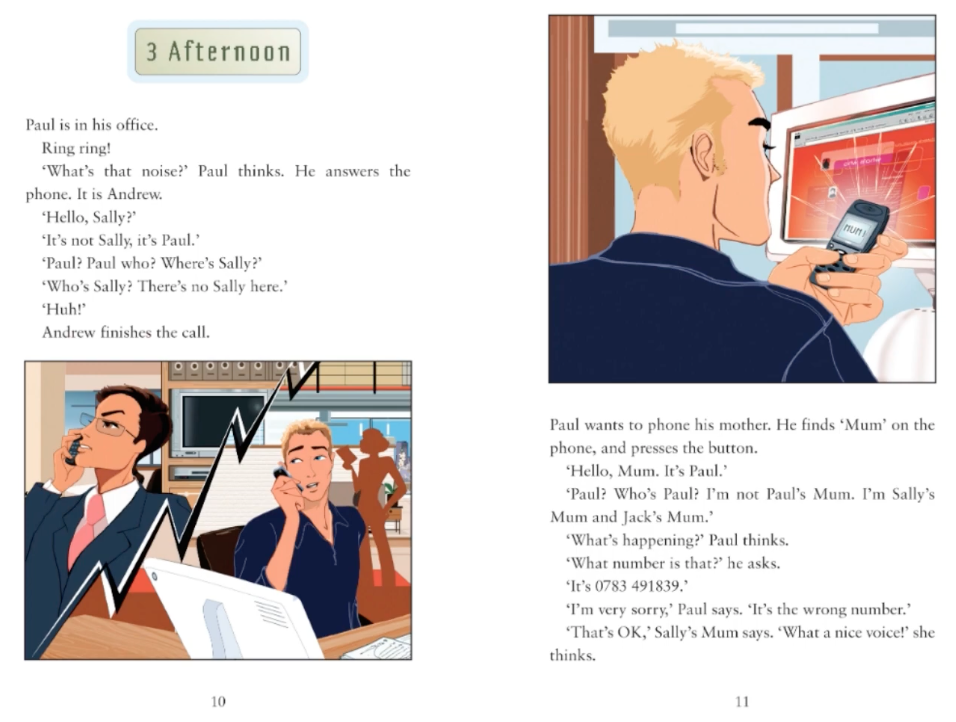 3 Afternoon
Paul is in his office.
Ring ring!
‘What’s that noise?’ Paul thinks. He answers the
phone. It is Andrew.
‘Hello, Sally?’
‘It’s not Sally, it’s Paul.’
‘Paul? Paul who? Where’s Sally?’
‘Who’s Sally? There’s no Sally here.’
‘Huh!’
Andrew finishes the call.
10
MUM
Paul wants to phone his mother. He finds ‘Mum’ on the
phone, and presses the button.
‘Hello, Mum. It’s Paul.’
‘Paul? Who’s Paul? I’m not Paul’s Mum. I’m Sally’s
Mum and Jack’s Mum.’
‘What’s happening?’ Paul thinks.
‘What number is that?’ he asks.
‘It’s 0783 491839.’
‘I’m very sorry,’ Paul says. ‘It’s the wrong number.’
‘That’s OK,’ Sally’s Mum says. ‘What a nice voice!’ she
thinks.
11